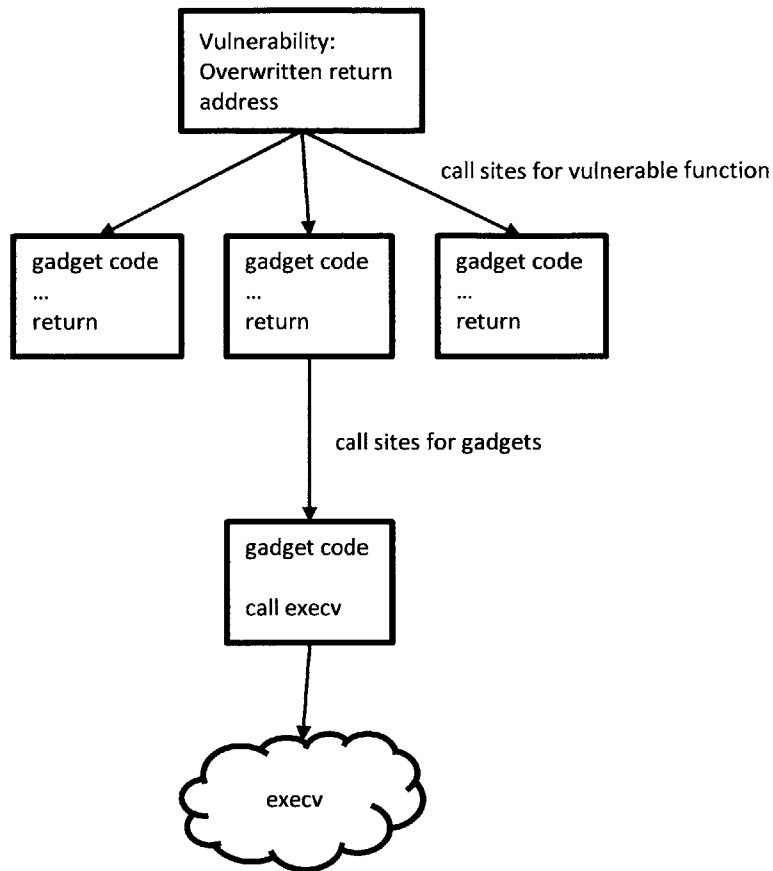 Vulnerability:
Overwritten return
address
call sites for vulnerable function
gadget code
...
return
gadget code
...
return
gadget code
...
return
call sites for gadgets
gadget code
call execv
execv